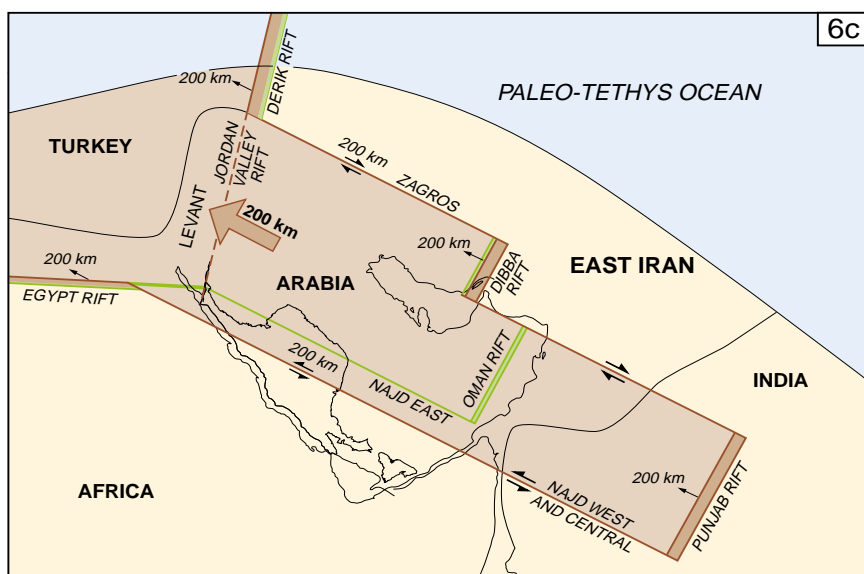 6c
200 km
DERIK RIFT
PALEO-TETHYS OCEAN
TURKEY
JORDAN
VALLEY
RIFT
200 km
ZAGROS
LEVANT
200 km
200 km
DIBBA
RIFT
EAST IRAN
200 km
ARABIA
EGYPT RIFT
200 km
OMAN RIFT
INDIA
NAJD EAST
AFRICA
200 km
NAJD WEST
AND CENTRAL
PUNJAB RIFT